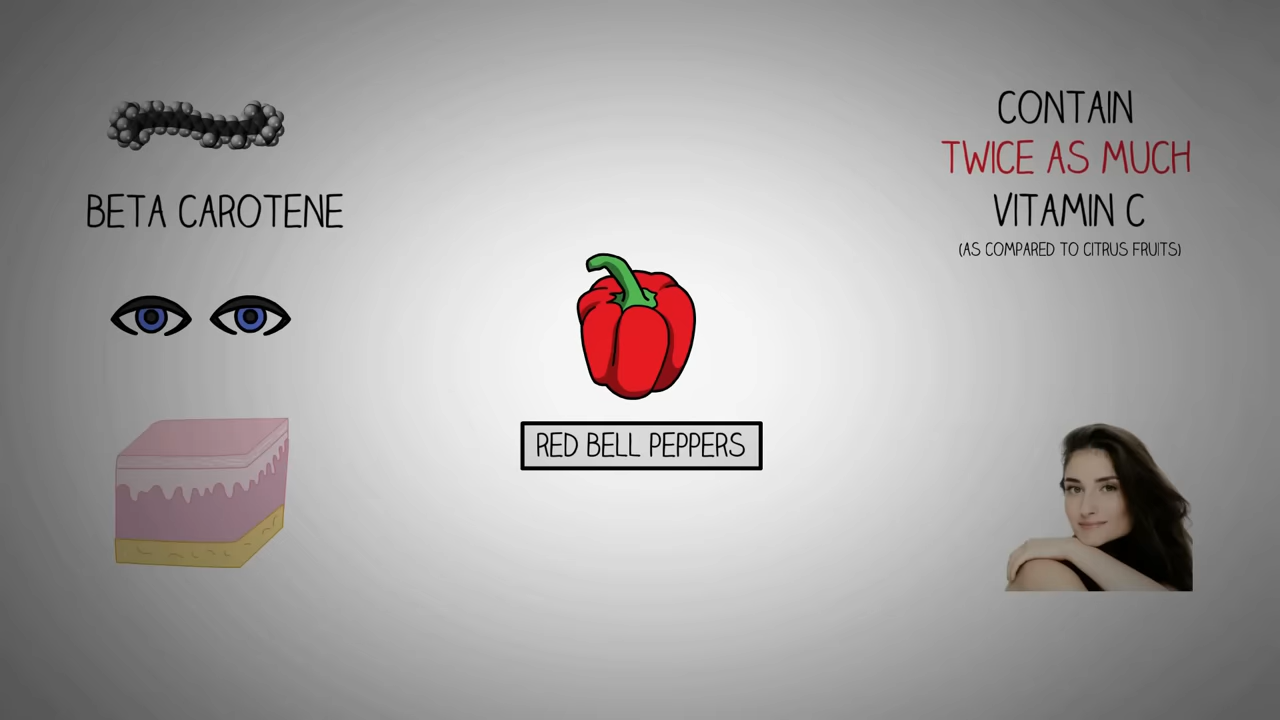 BETA CAROTENE
CONTAIN
TWICE AS MUCH
VITAMIN C
(AS COMPARED TO CITRUS FRUITS)
RED BELL PEPPERS